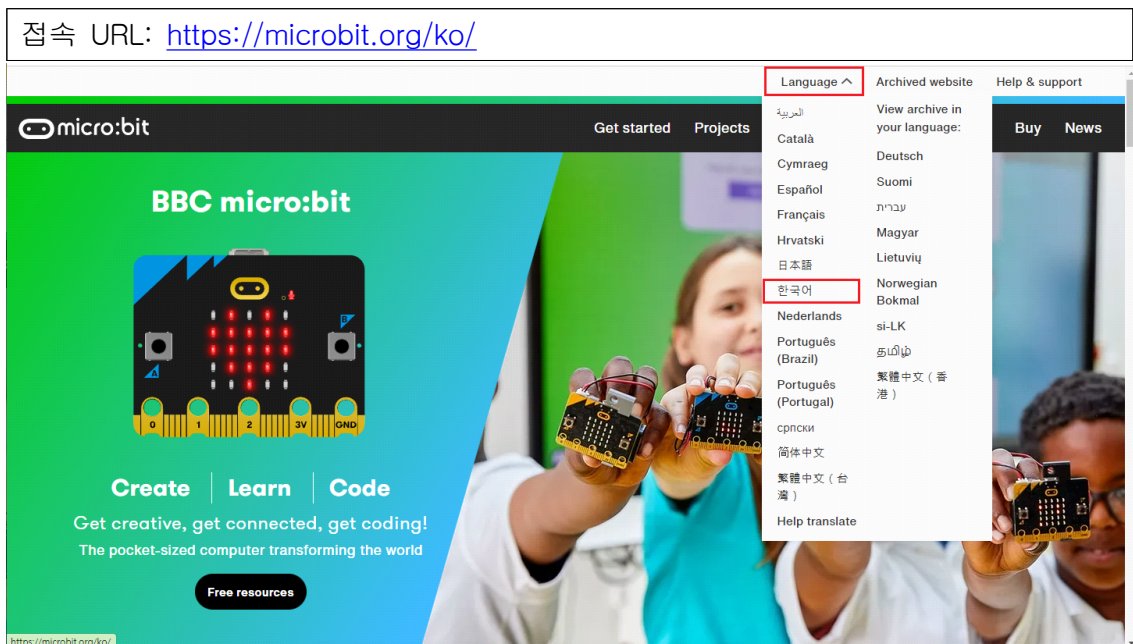 접속 URL: https://microbit.org/ko/
Language
Archived website
Help & support
micro:bit
Get started
Projects
Buy
News
العربية
Català
Cymraeg
Español
Français
Hrvatski
日本語
한국어
Nederlands
Português
(Brazil)
Português
(Portugal)
српски
简体中文
繁體中文（台
灣）
Help translate
View archive in
your language:
Deutsch
Suomi
עברית
Magyar
Lietuvių
Norwegian
Bokmal
si-LK
தமிழ்
繁體中文（香
港）
BBC micro:bit
B
A
0
1
2
3V
GND
Create
Learn
Code
Get creative, get connected, get coding!
The pocket-sized computer transforming the world
Free resources
https://microbit.org/ko/